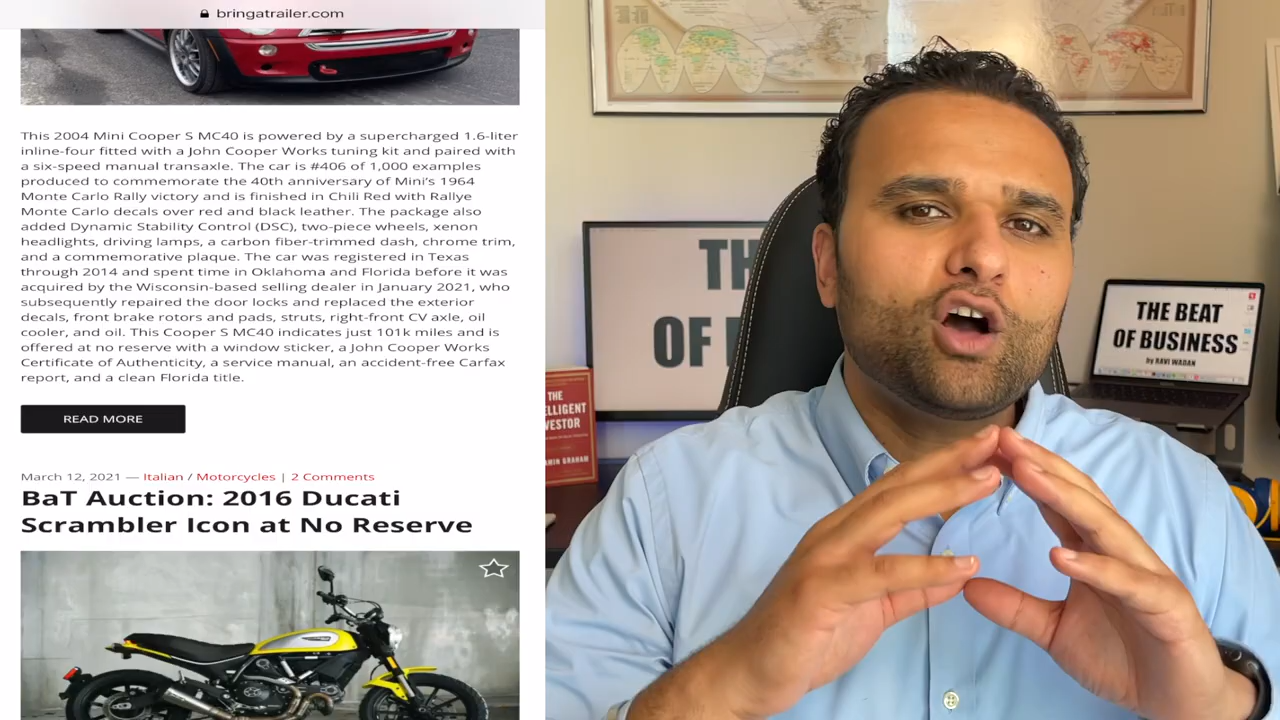 bringatrailer.com
This 2004 Mini Cooper S MC40 is powered by a supercharged 1.6-liter
inline-four fitted with a John Cooper Works tuning kit and paired with
a six-speed manual transaxle. The car is #406 of 1,000 examples
produced to commemorate the 40th anniversary of Mini's 1964
Monte Carlo Rally victory and is finished in Chili Red with Rallye
Monte Carlo decals over red and black leather. The package also
added Dynamic Stability Control (DSC), two-piece wheels, xenon
headlights, driving lamps, a carbon fiber-trimmed dash, chrome trim,
and a commemorative plaque. The car was registered in Texas
through 2014 and spent time in Oklahoma and Florida before it was
acquired by the Wisconsin-based selling dealer in January 2021, who
subsequently repaired the door locks and replaced the exterior
decals, front brake rotors and pads, struts, right-front CV axle, oil
cooler, and oil. This Cooper S MC40 indicates just 101k miles and is
offered at no reserve with a window sticker, a John Cooper Works
Certificate of Authenticity, a service manual, an accident-free Carfax
report, and a clean Florida title.
READ MORE
March 12, 2021 — Italian / Motorcycles | 2 Comments
BaT Auction: 2016 Ducati
Scrambler Icon at No Reserve
TH
OF
THE
ELLIGENT
VESTOR
AMIN GRAHAM
THE BEAT
OF BUSINESS
by RAVI WADAN